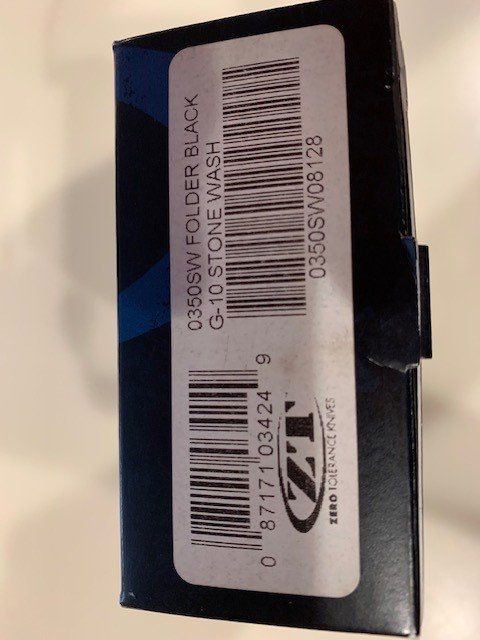 0350SW FOLDER BLACK
G-10 STONE WASH
0350SW08128
0 87171 03424 9
ZT
ZERO TOLERANCE KNIVES